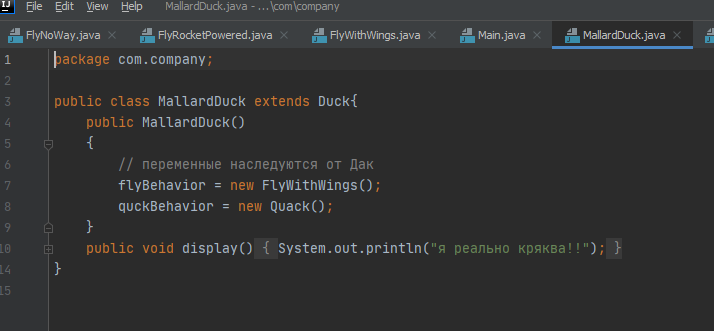 IJ File Edit View Help MallardDuck.java - ...\com\company
FlyNoWay.java FlyRocketPowered.java FlyWithWings.java Main.java MallardDuck.java
1 package com.company;
2
3 public class MallardDuck extends Duck{
4 public MallardDuck()
5 {
6 // переменные наследуются от Дак
7 flyBehavior = new FlyWithWings();
8 quckBehavior = new Quack();
9 }
10 public void display() { System.out.println("я реально кряква!!"); }
14 }
15